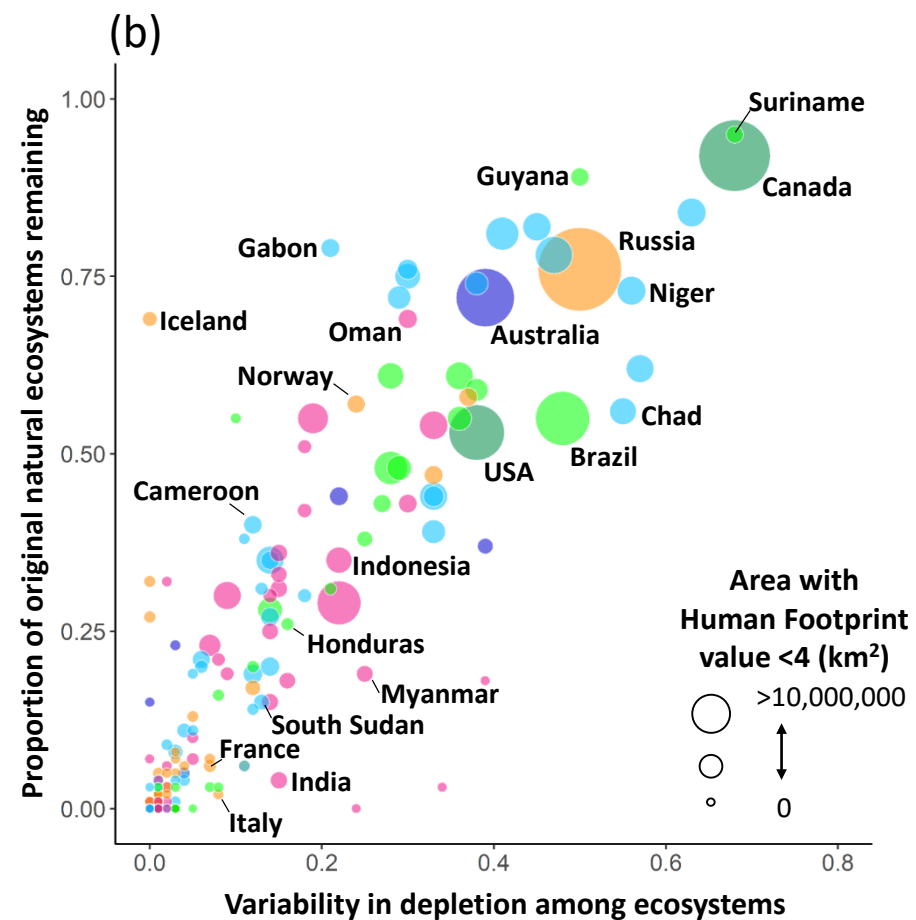 (b)
Proportion of original natural ecosystems remaining
1.00
0.75
0.50
0.25
0.00
Suriname
Canada
Guyana
Russia
Gabon
Niger
Iceland
Oman
Australia
Norway
Chad
Brazil
USA
Cameroon
Indonesia
Honduras
Myanmar
South Sudan
France
India
Italy
Area with
Human Footprint
value <4 (km²)
>10,000,000
0
0.0
0.2
0.4
0.6
0.8
Variability in depletion among ecosystems